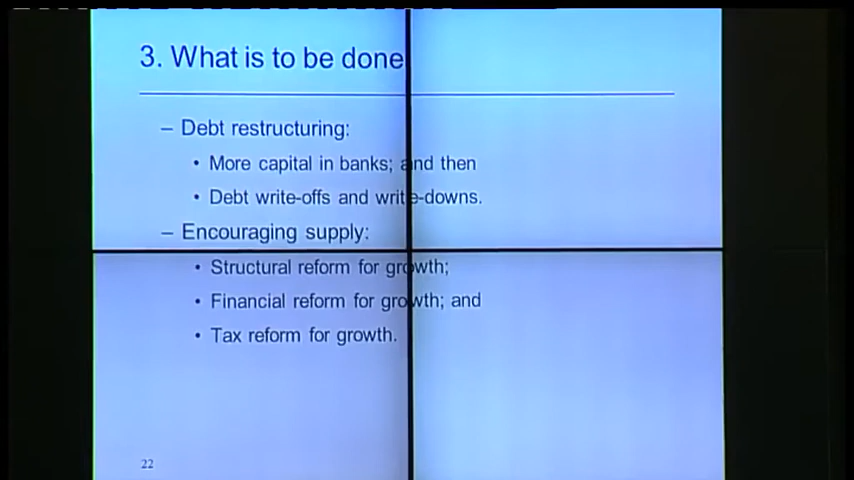 3. What is to be done
– Debt restructuring:
• More capital in banks; and then
• Debt write-offs and write-downs.
– Encouraging supply:
• Structural reform for growth;
• Financial reform for growth; and
• Tax reform for growth.
22